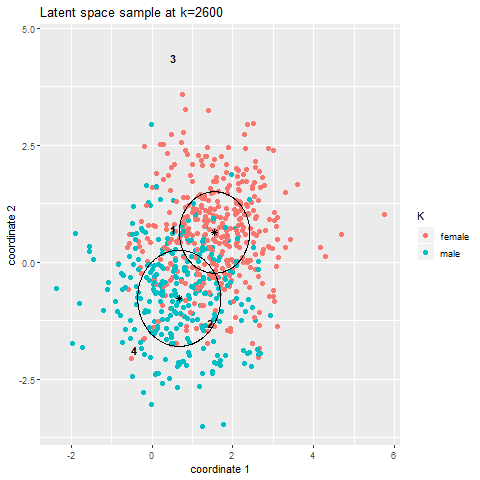 Latent space sample at k=2600
5.0
2.5
0.0
-2.5
coordinate 2
3
1
2
4
-2
0
2
4
6
coordinate 1
K
female
male